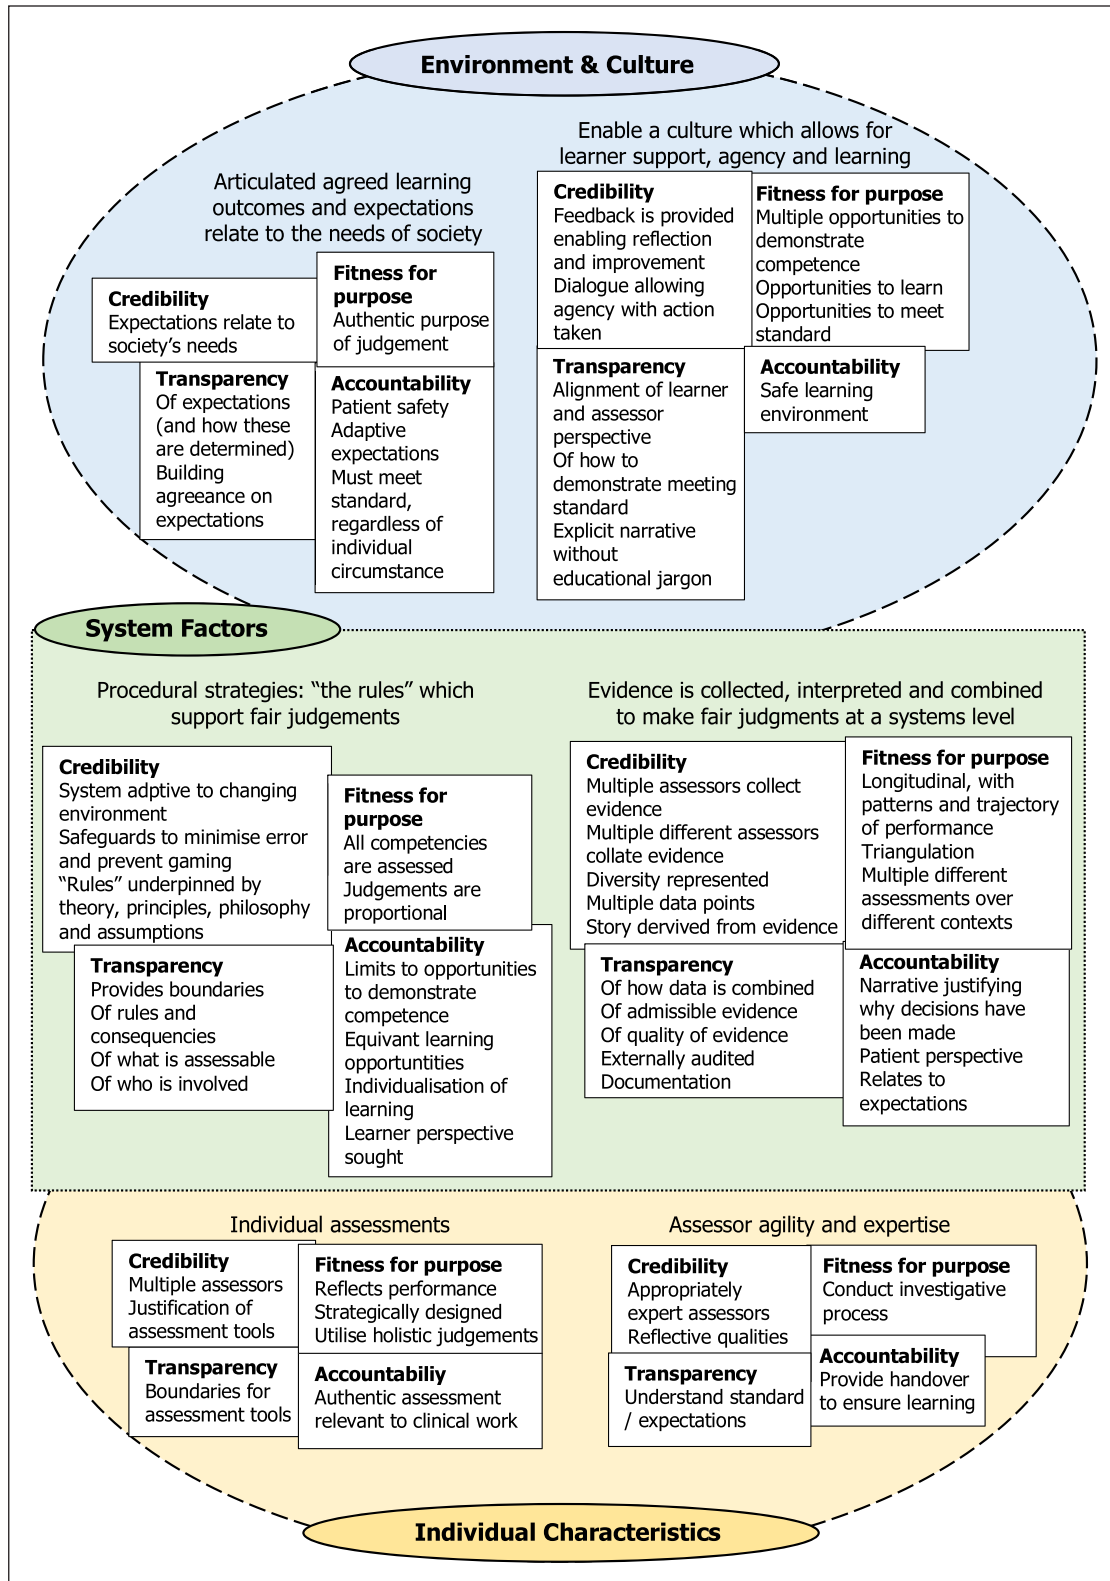 Environment & Culture
Articulated agreed learning
outcomes and expectations
relate to the needs of society
Credibility
Expectations relate to
society's needs
Fitness for
purpose
Authentic purpose
of judgement
Transparency
Of expectations
(and how these
are determined)
Building
agreeance on
expectations
Accountability
Patient safety
Adaptive
expectations
Must meet
standard,
regardless of
individual
circumstance
Enable a culture which allows for
learner support, agency and learning
Credibility
Feedback is provided
enabling reflection
and improvement
Dialogue allowing
agency with action
taken
Fitness for purpose
Multiple opportunities to
demonstrate
competence
Opportunities to learn
Opportunities to meet
standard
Transparency
Alignment of learner
and assessor
perspective
Of how to
demonstrate meeting
standard
Explicit narrative
without
educational jargon
Accountability
Safe learning
environment
System Factors
Procedural strategies: “the rules” which
support fair judgements
Credibility
System adptive to changing
environment
Safeguards to minimise error
and prevent gaming
“Rules” underpinned by
theory, principles, philosophy
and assumptions
Fitness for
purpose
All competencies
are assessed
Judgements are
proportional
Transparency
Provides boundaries
Of rules and
consequences
Of what is assessable
Of who is involved
Accountability
Limits to opportunities
to demonstrate
competence
Equivant learning
opportuntities
Individualisation of
learning
Learner perspective
sought
Evidence is collected, interpreted and combined
to make fair judgments at a systems level
Credibility
Multiple assessors collect
evidence
Multiple different assessors
collate evidence
Diversity represented
Multiple data points
Story dervived from evidence
Fitness for purpose
Longitudinal, with
patterns and trajectory
of performance
Triangulation
Multiple different
assessments over
different contexts
Transparency
Of how data is combined
Of admissible evidence
Of quality of evidence
Externally audited
Documentation
Accountability
Narrative justifying
why decisions have
been made
Patient perspective
Relates to
expectations
Individual assessments
Credibility
Multiple assessors
Justification of
assessment tools
Fitness for purpose
Reflects performance
Strategically designed
Utilise holistic judgements
Transparency
Boundaries for
assessment tools
Accountabiliy
Authentic assessment
relevant to clinical work
Assessor agility and expertise
Credibility
Appropriately
expert assessors
Reflective qualities
Fitness for purpose
Conduct investigative
process
Transparency
Understand standard
/ expectations
Accountability
Provide handover
to ensure learning
Individual Characteristics